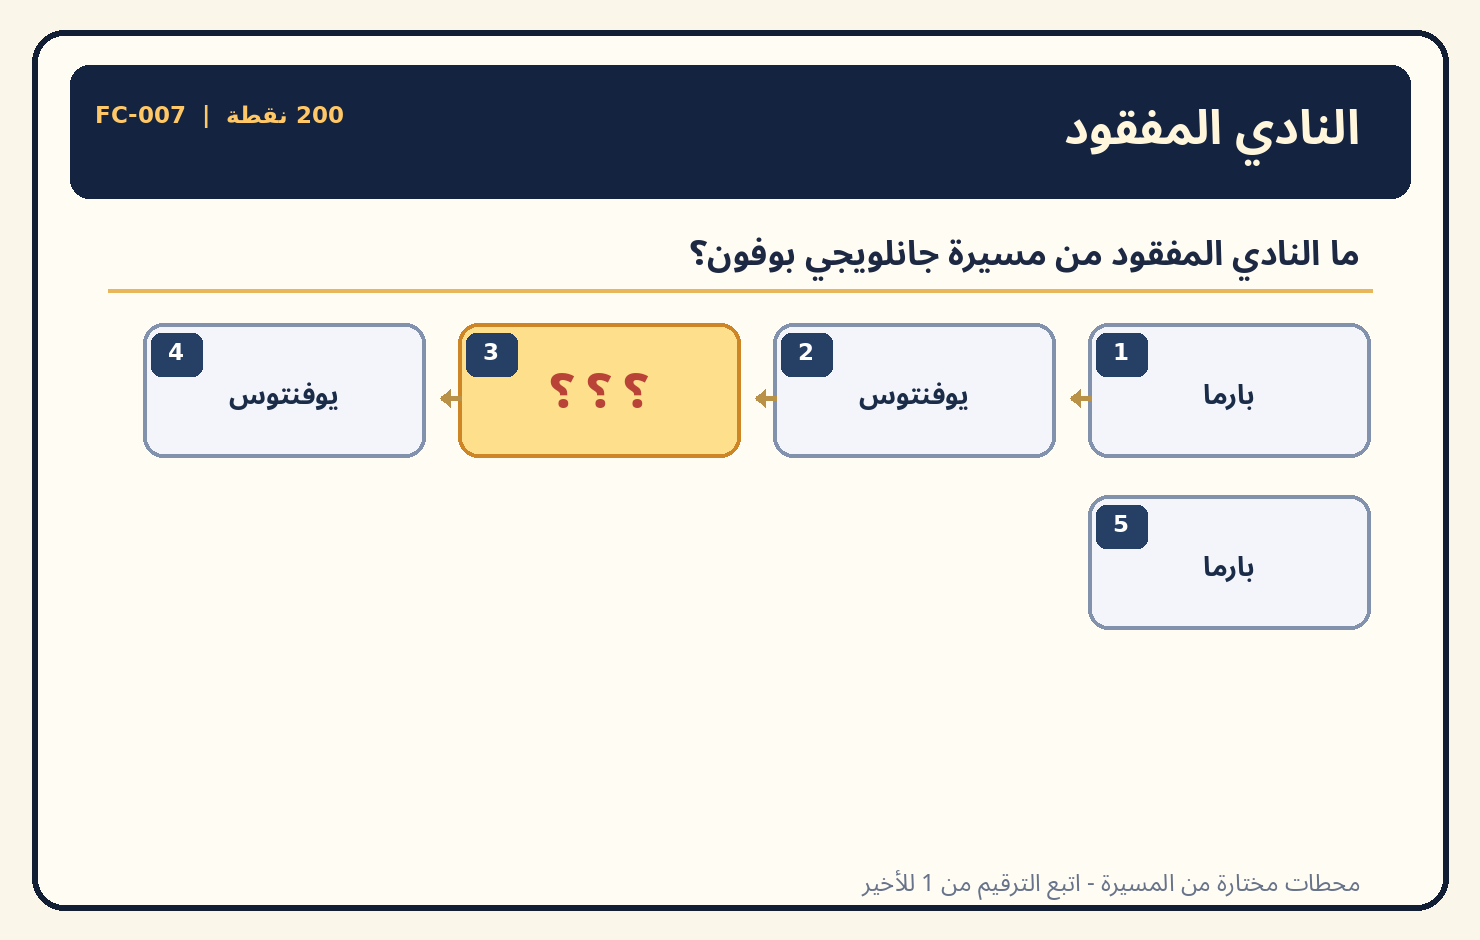 النادي المفقود
200 نقطة | FC-007
ما النادي المفقود من مسيرة جانلويجي بوفون؟
1
بارما
2
يوفنتوس
3
؟ ؟ ؟
4
يوفنتوس
5
بارما
محطات مختارة من المسيرة - اتبع الترقيم من 1 للأخير